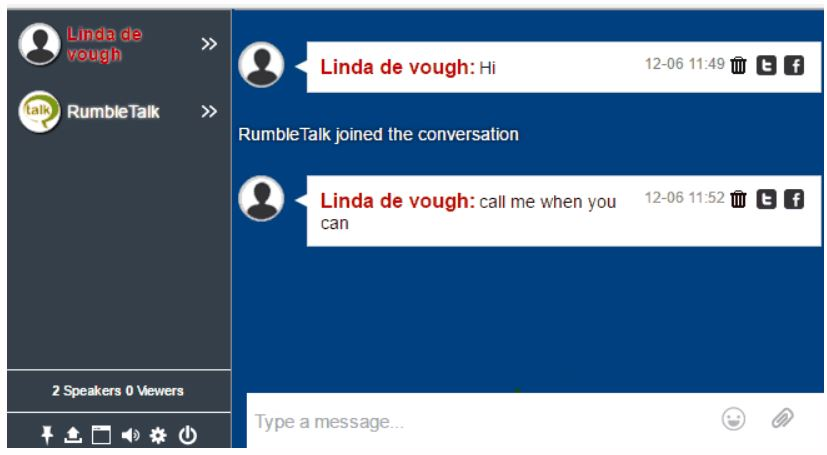 Linda de
vough
talk
RumbleTalk
2 Speakers 0 Viewers
Linda de vough: Hi
12-06 11:49
RumbleTalk joined the conversation
Linda de vough: call me when you
can
12-06 11:52
Type a message...